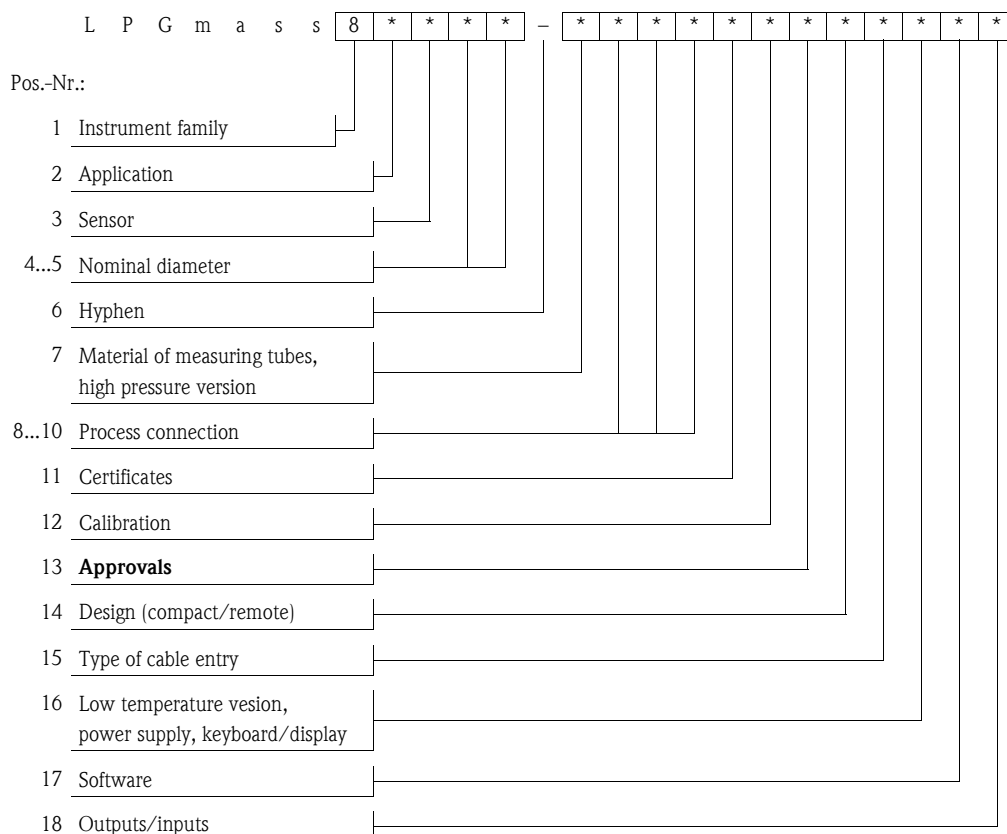 L P G m a s s 8 * * * * – * * * * * * * * * * * *
Pos.-Nr.:
1 Instrument family
2 Application
3 Sensor
4...5 Nominal diameter
6 Hyphen
7 Material of measuring tubes,
high pressure version
8...10 Process connection
11 Certificates
12 Calibration
13 Approvals
14 Design (compact/remote)
15 Type of cable entry
16 Low temperature vesion,
power supply, keyboard/display
17 Software
18 Outputs/inputs